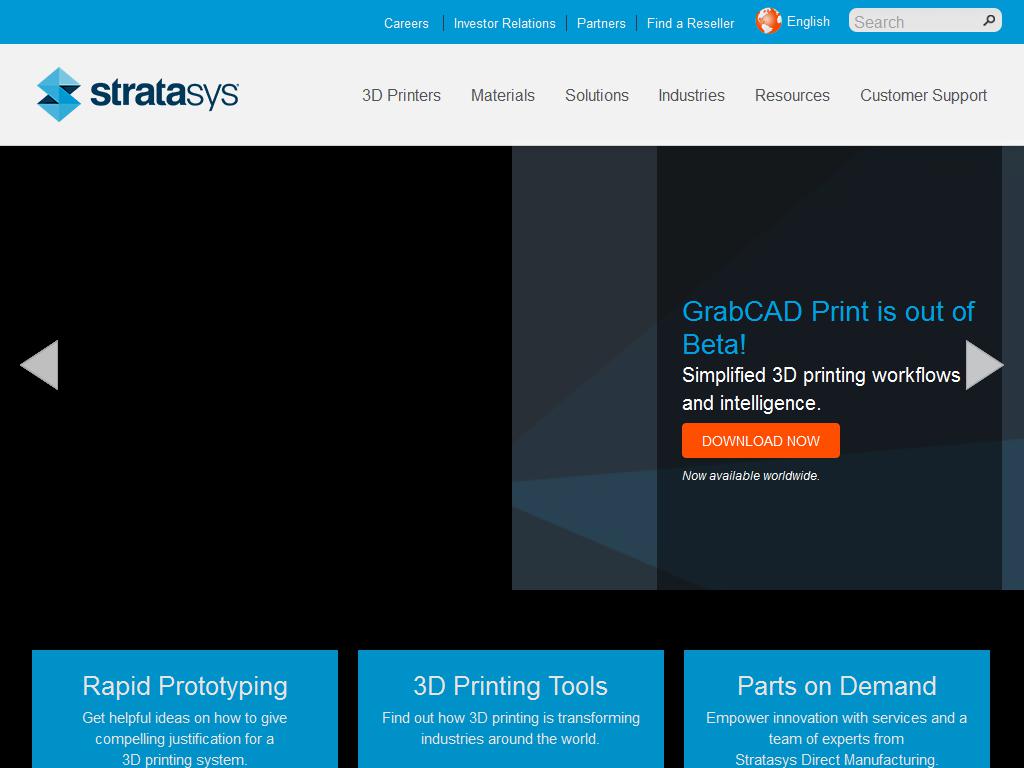 Careers
Investor Relations
Partners
Find a Reseller
English
Search
stratasys
3D Printers
Materials
Solutions
Industries
Resources
Customer Support
GrabCAD Print is out of
Beta!
Simplified 3D printing workflows
and intelligence.
DOWNLOAD NOW
Now available worldwide.
Rapid Prototyping
Get helpful ideas on how to give
compelling justification for a
3D printing system.
3D Printing Tools
Find out how 3D printing is transforming
industries around the world.
Parts on Demand
Empower innovation with services and a
team of experts from
Stratasys Direct Manufacturing.